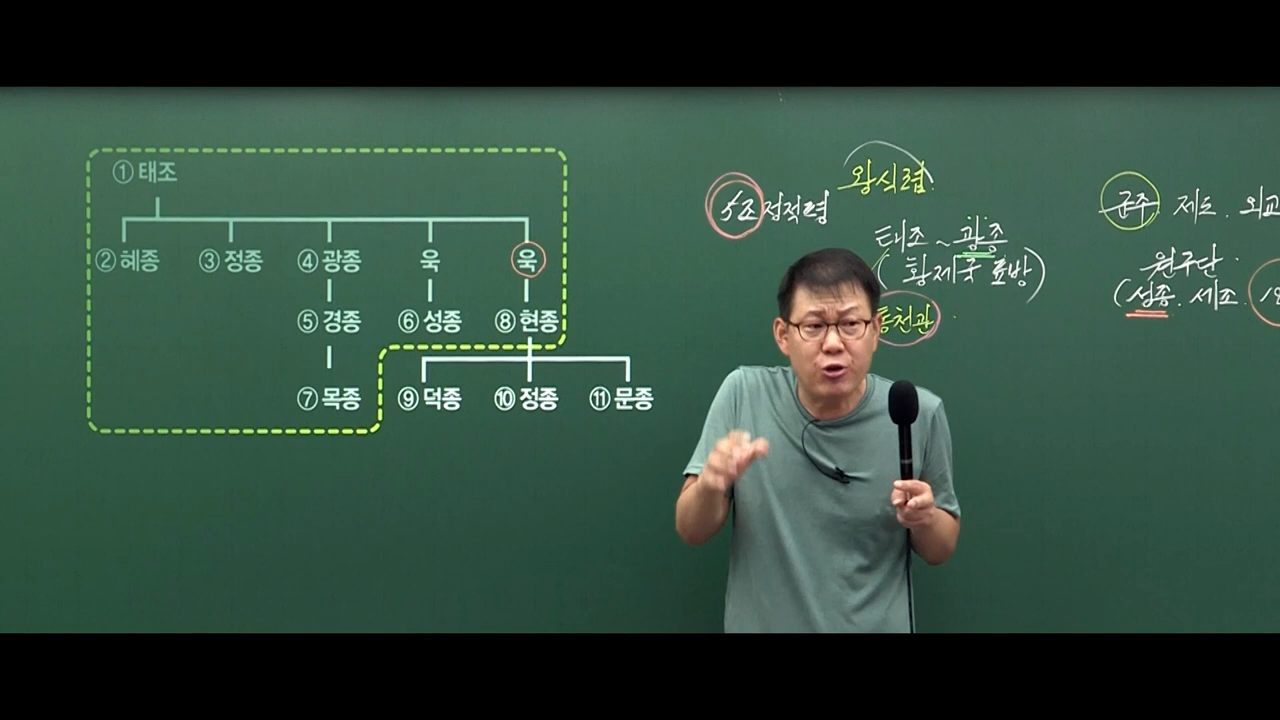 ① 태조
② 혜종 ③ 정종 ④ 광종 욱 욱
⑤ 경종 ⑥ 성종 ⑧ 현종
⑦ 목종 ⑨ 덕종 ⑩ 정종 ⑪ 문종
왕식렴
5조 정적평
태조 ~ 광종
(황제국 표방)
통천관
군주 제도. 외교
원구단
(성종. 세조.